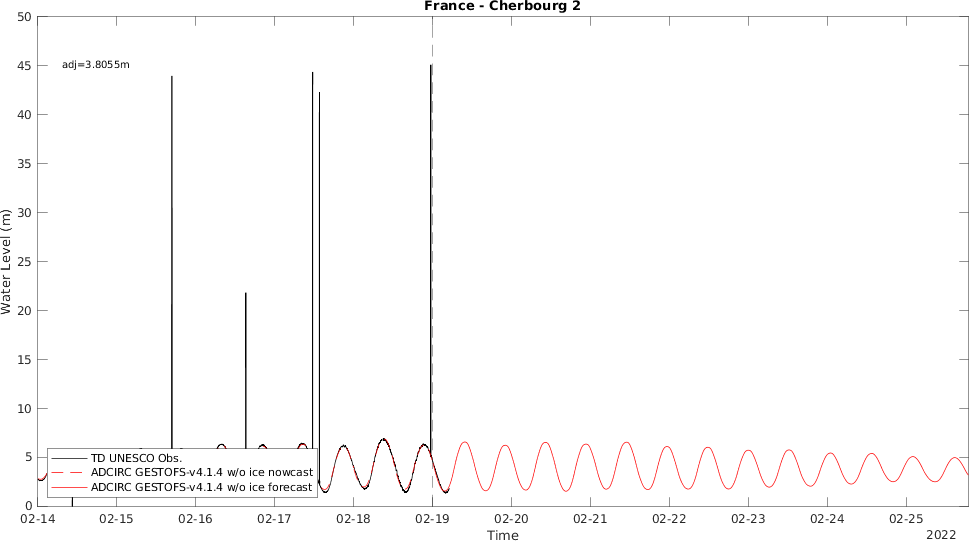 France - Cherbourg 2
50
45
40
35
30
25
20
15
10
5
0
Water Level (m)
adj=3.8055m
TD UNESCO Obs.
ADCIRC GESTOFS-v4.1.4 w/o ice nowcast
ADCIRC GESTOFS-v4.1.4 w/o ice forecast
02-14 02-15 02-16 02-17 02-18 02-19 02-20 02-21 02-22 02-23 02-24 02-25
Time
2022